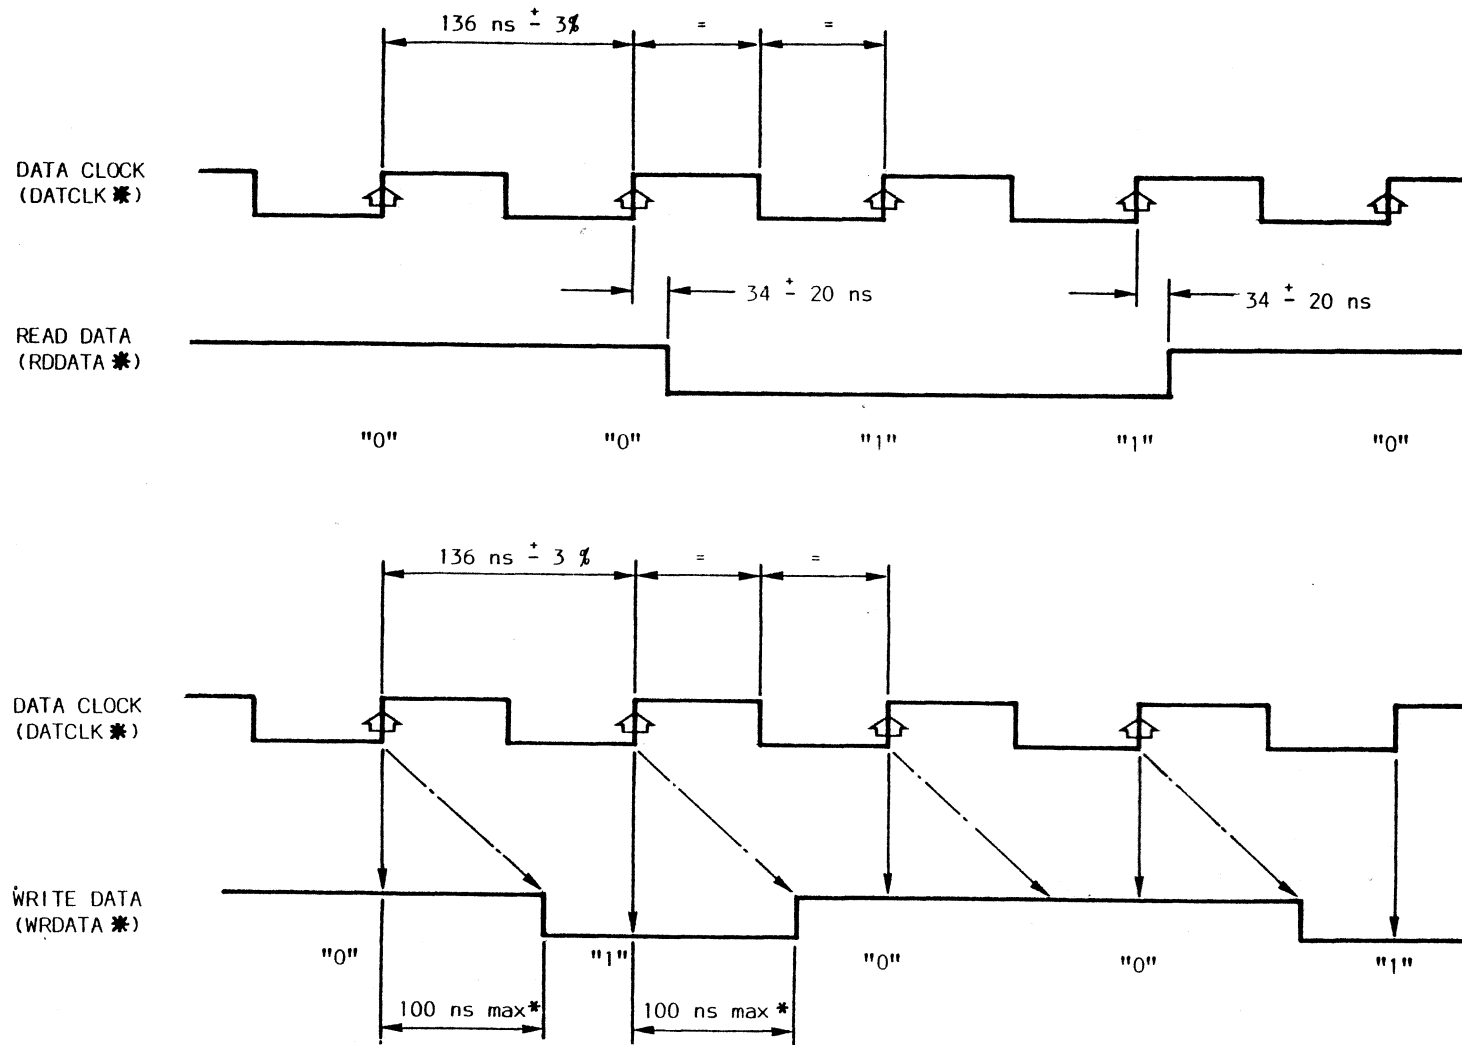 136 ns ± 3%
=
=
DATA CLOCK
(DATCLK*)
34 ± 20 ns
34 ± 20 ns
READ DATA
(RDDATA*)
"0"
"0"
"1"
"1"
"0"
136 ns ± 3 %
=
=
DATA CLOCK
(DATCLK*)
WRITE DATA
(WRDATA*)
"0"
"1"
"0"
"0"
"1"
100 ns max*
100 ns max*